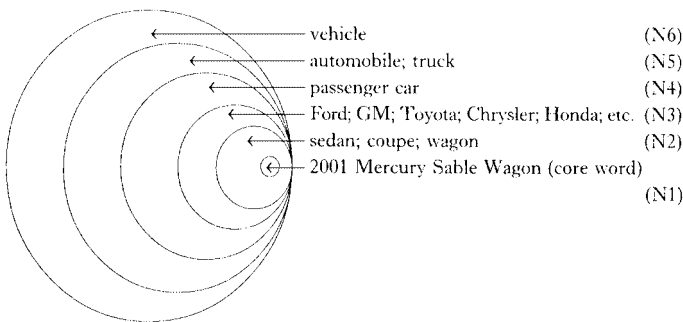 vehicle (N6)
automobile; truck (N5)
passenger car (N4)
Ford; GM; Toyota; Chrysler; Honda; etc. (N3)
sedan; coupe; wagon (N2)
2001 Mercury Sable Wagon (core word)
(N1)